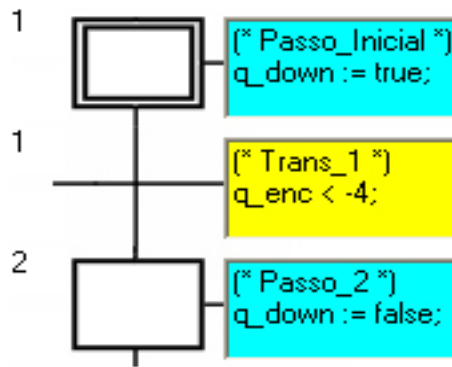 1
(* Passo_Inicial *)
q_down := true;
1
(* Trans_1 *)
q_enc < -4;
2
(* Passo_2 *)
q_down := false;